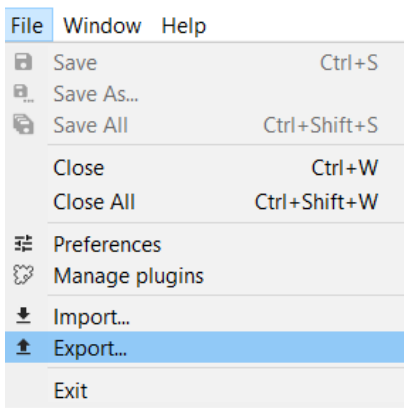 File Window Help
Save Ctrl+S
Save As...
Save All Ctrl+Shift+S
Close Ctrl+W
Close All Ctrl+Shift+W
Preferences
Manage plugins
Import...
Export...
Exit